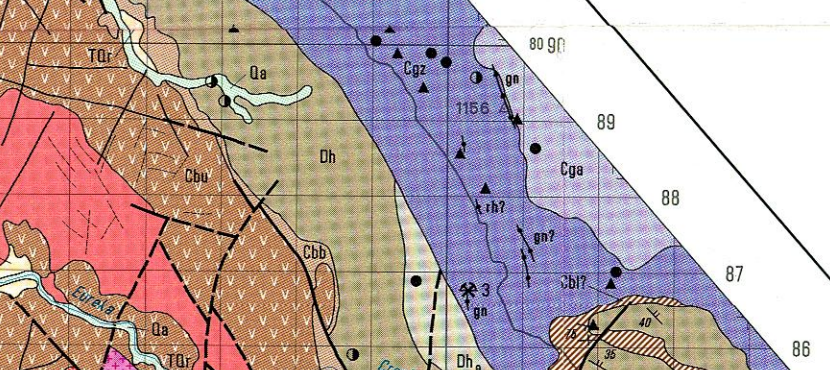 80 90
TQr
Qa
Cgz
gn
1156
89
Dh
Cga
Cbu
88
rh?
gn?
Cbb
87
Cbl?
3
gn
Eureka
Qa
40
75
TQr
35
86
Dh